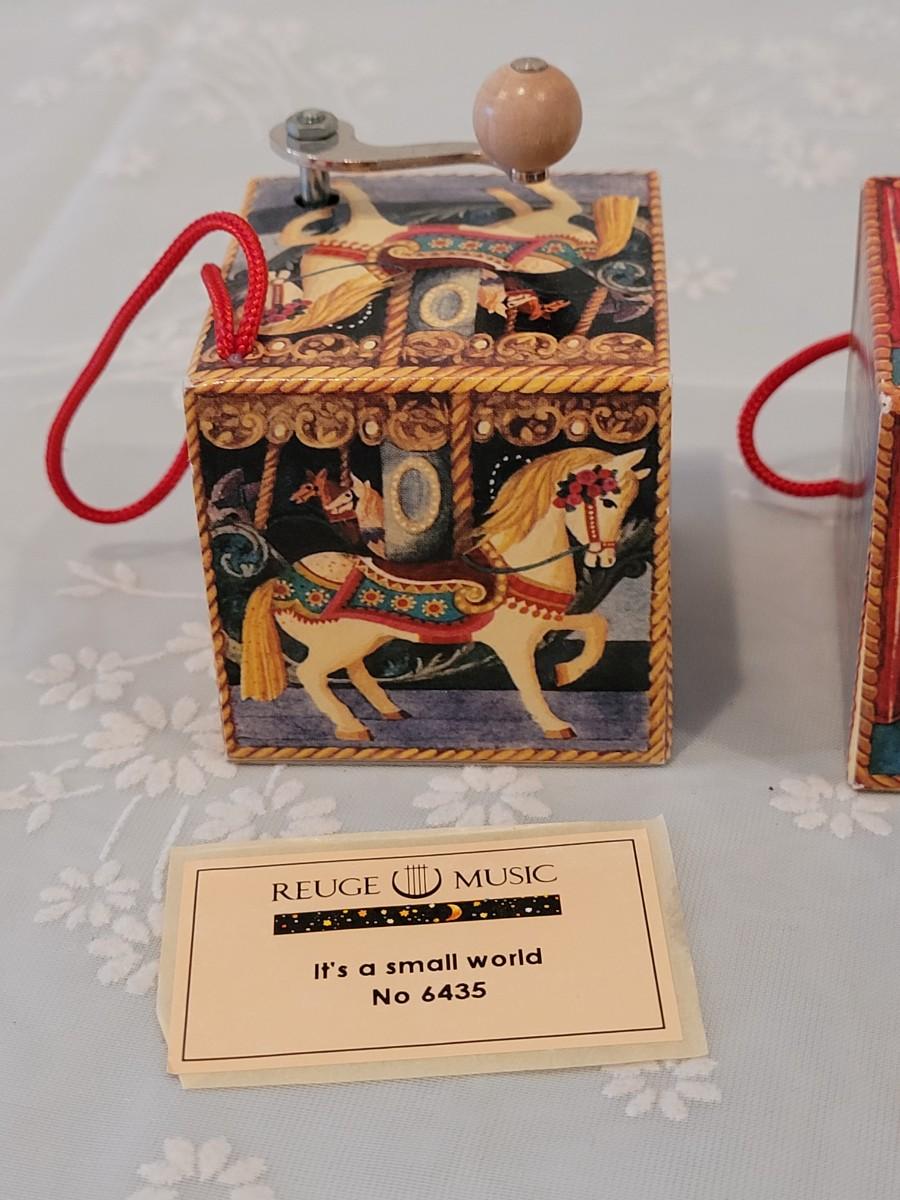 REUGE MUSIC
It's a small world
No 6435